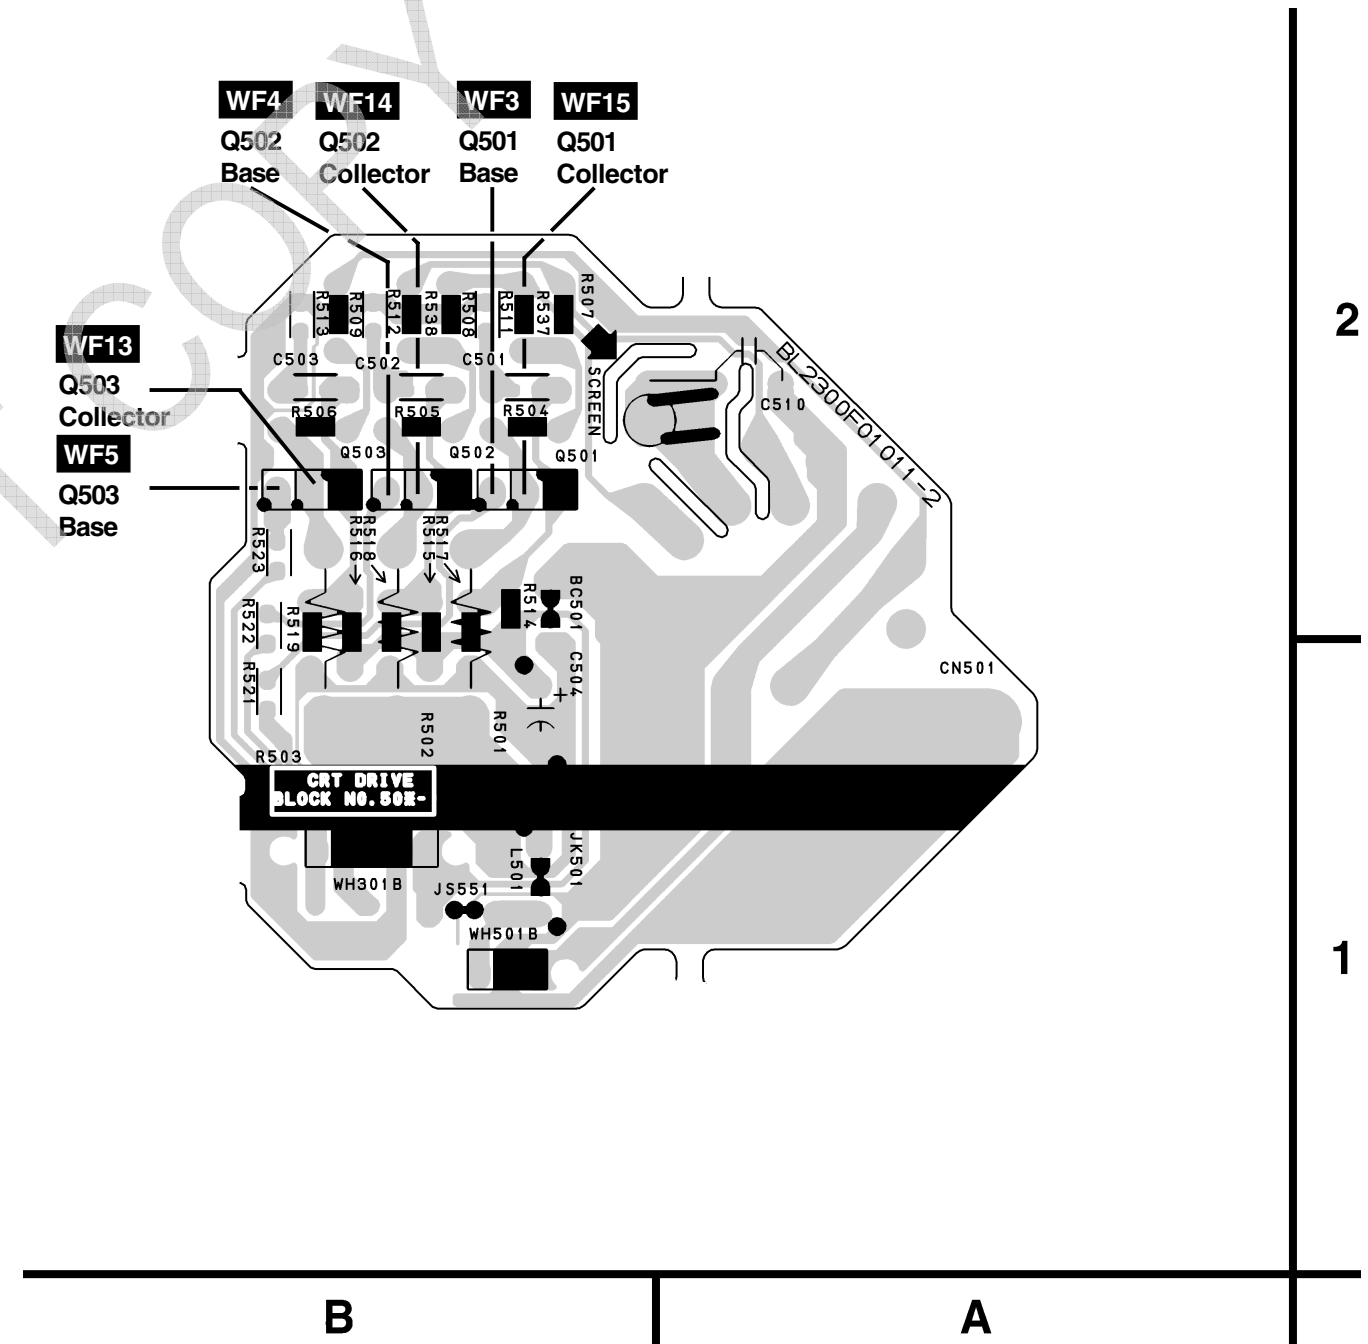 WF4 WF14 WF3 WF15
Q502 Q502 Q501 Q501
Base Collector Base Collector
WF13
Q503
Collector
WF5
Q503
Base
R513 R509 R512 R538 R508 R511 R537 R507
C503 C502 C501
SCREEN
R506 R505 R504
C510
BL2300F01011-2
Q503 Q502 Q501
R523 R516 R518 R515 R517
R522 R519 R514 BC501
R521 C504
CN501
R503 R502 R501
CRT DRIVE
BLOCK NO.50※-
WH301B JS551 L501 JK501
WH501B
2
1
B A
COPY